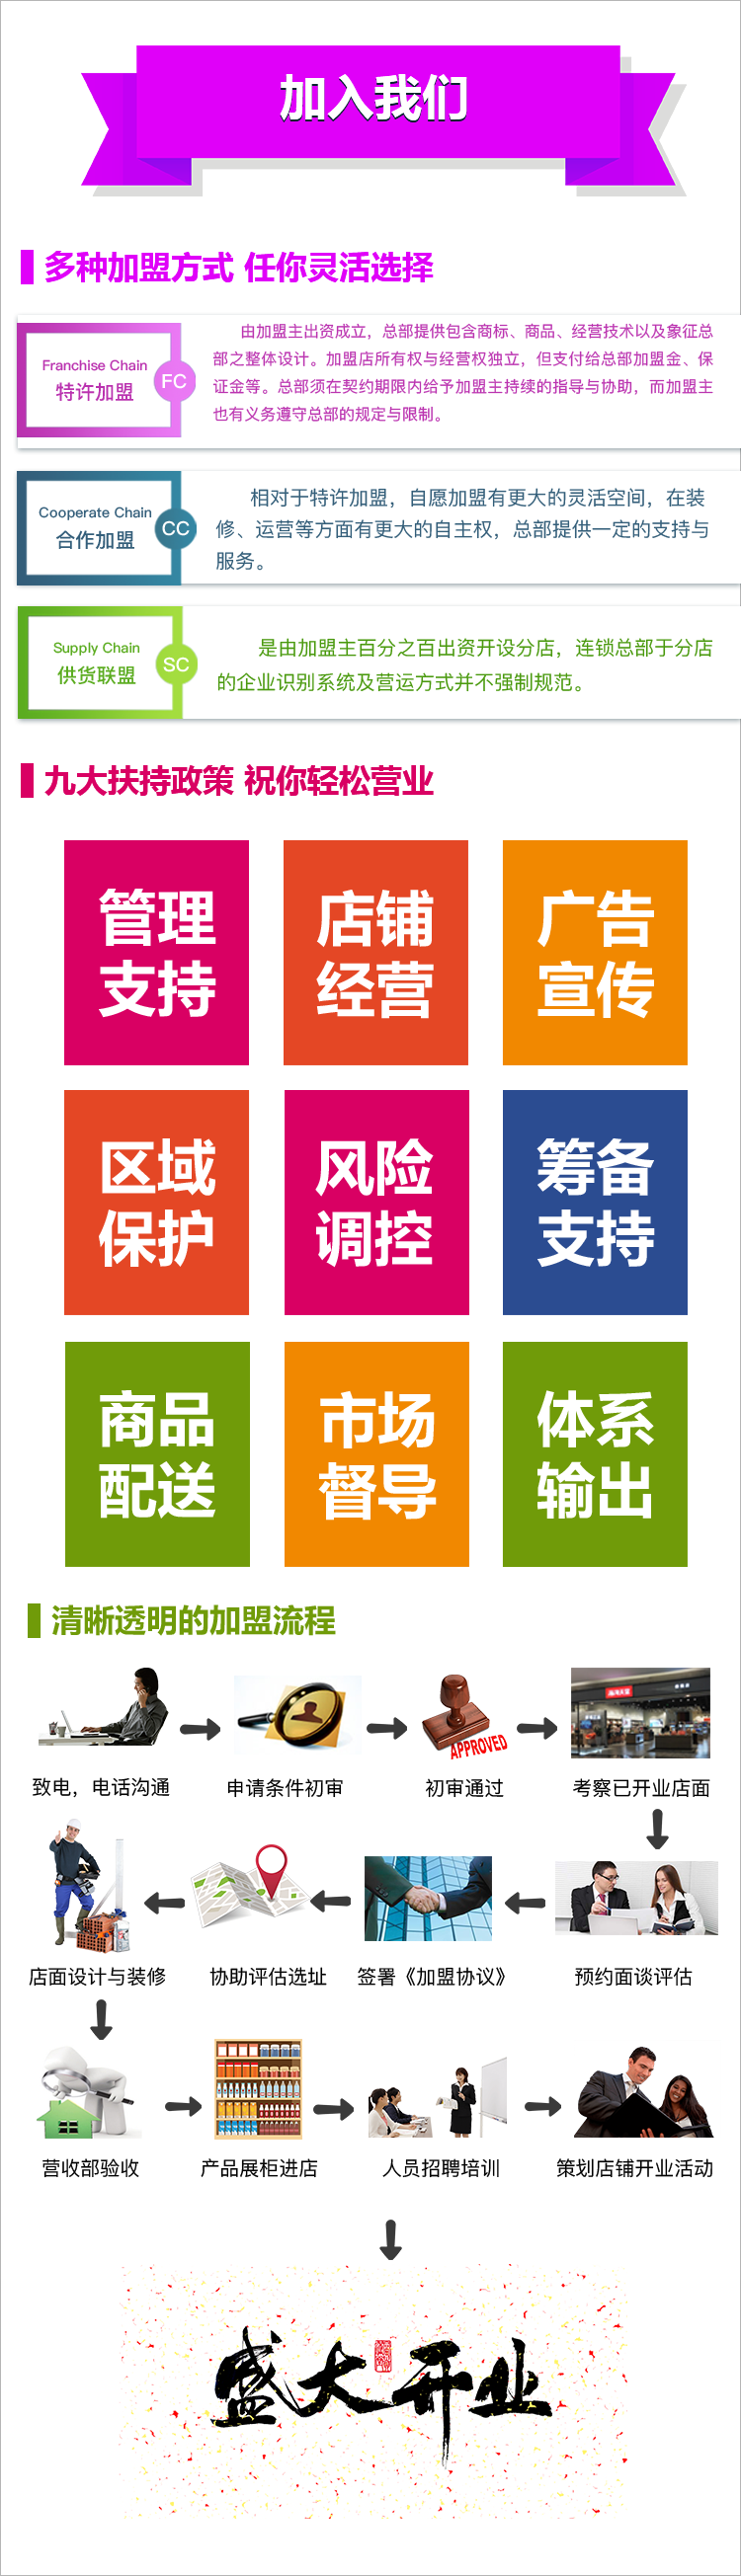 加入我们
多种加盟方式 任你灵活选择
Franchise Chain
特许加盟
FC
由加盟主出资成立，总部提供包含商标、商品、经营技术以及象征总
部之整体设计。加盟店所有权与经营权独立，但支付给总部加盟金、保
证金等。总部须在契约期限内给予加盟主持续的指导与协助，而加盟主
也有义务遵守总部的规定与限制。
Cooperate Chain
合作加盟
CC
相对于特许加盟，自愿加盟有更大的灵活空间，在装
修、运营等方面有更大的自主权，总部提供一定的支持与
服务。
Supply Chain
供货联盟
SC
是由加盟主百分之百出资开设分店，连锁总部于分店
的企业识别系统及营运方式并不强制规范。
九大扶持政策 祝你轻松营业
管理
支持
店铺
经营
广告
宣传
区域
保护
风险
调控
筹备
支持
商品
配送
市场
督导
体系
输出
清晰透明的加盟流程
APPROVED
致电，电话沟通
申请条件初审
初审通过
考察已开业店面
店面设计与装修
协助评估选址
签署《加盟协议》
预约面谈评估
营收部验收
产品展柜进店
人员招聘培训
策划店铺开业活动
盛大开业